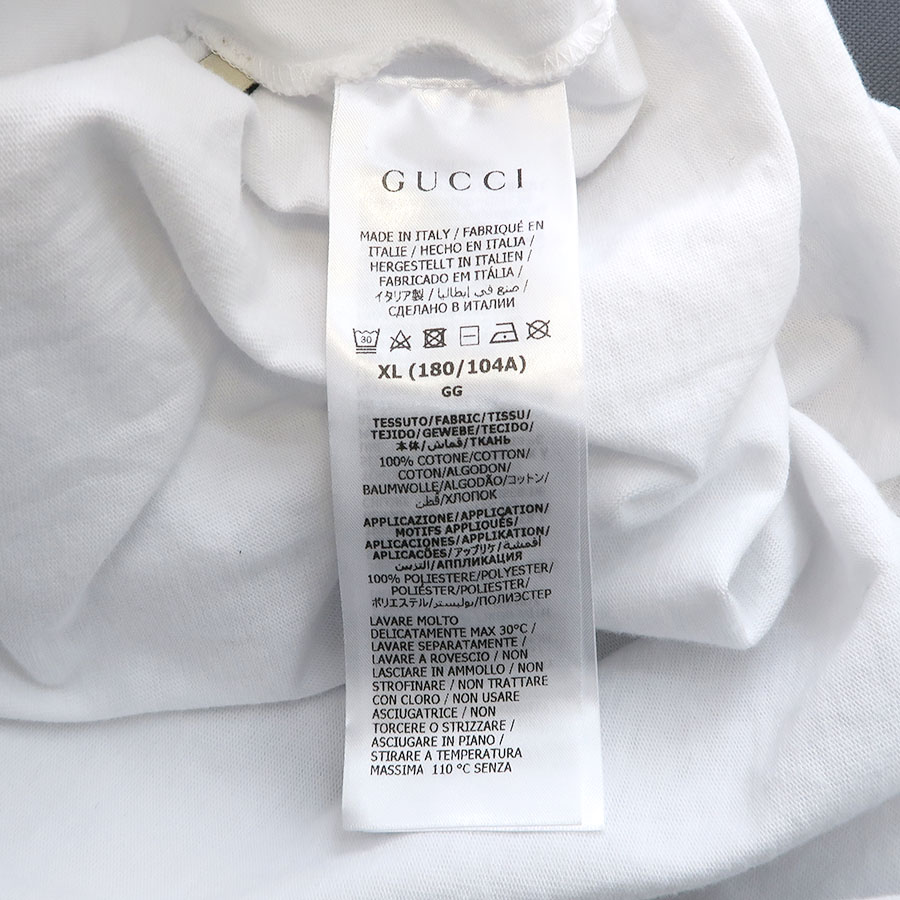 GUCCI
MADE IN ITALY / FABRIQUÉ EN
ITALIE / HECHO EN ITALIA /
HERGESTELLT IN ITALIEN /
FABRICADO EM ITÁLIA /
イタリア製 / صنع في إيطاليا /
СДЕЛАНО В ИТАЛИИ
30
XL (180/104A)
GG
TESSUTO/FABRIC/TISSU/
TEJIDO/GEWEBE/TECIDO/
本体/قماش/ТКАНЬ
100% COTONE/COTTON/
COTON/ALGODON/
BAUMWOLLE/ALGODÃO/コットン/
قطن/ХЛОПОК
APPLICAZIONE/APPLICATION/
MOTIFS APPLIQUÉS/
APLICACIONES/APPLIKATION/
APLICACÕES/アップリケ/أقمشة
التزيين/АППЛИКАЦИЯ
100% POLIESTERE/POLYESTER/
POLIÉSTER/POLIESTER/
ポリエステル/بوليستر/ПОЛИЭСТЕР
LAVARE MOLTO
DELICATAMENTE MAX 30°C /
LAVARE SEPARATAMENTE /
LAVARE A ROVESCIO / NON
LASCIARE IN AMMOLLO / NON
STROFINARE / NON TRATTARE
CON CLORO / NON USARE
ASCIUGATRICE / NON
TORCERE O STRIZZARE /
ASCIUGARE IN PIANO /
STIRARE A TEMPERATURA
MASSIMA 110 °C SENZA